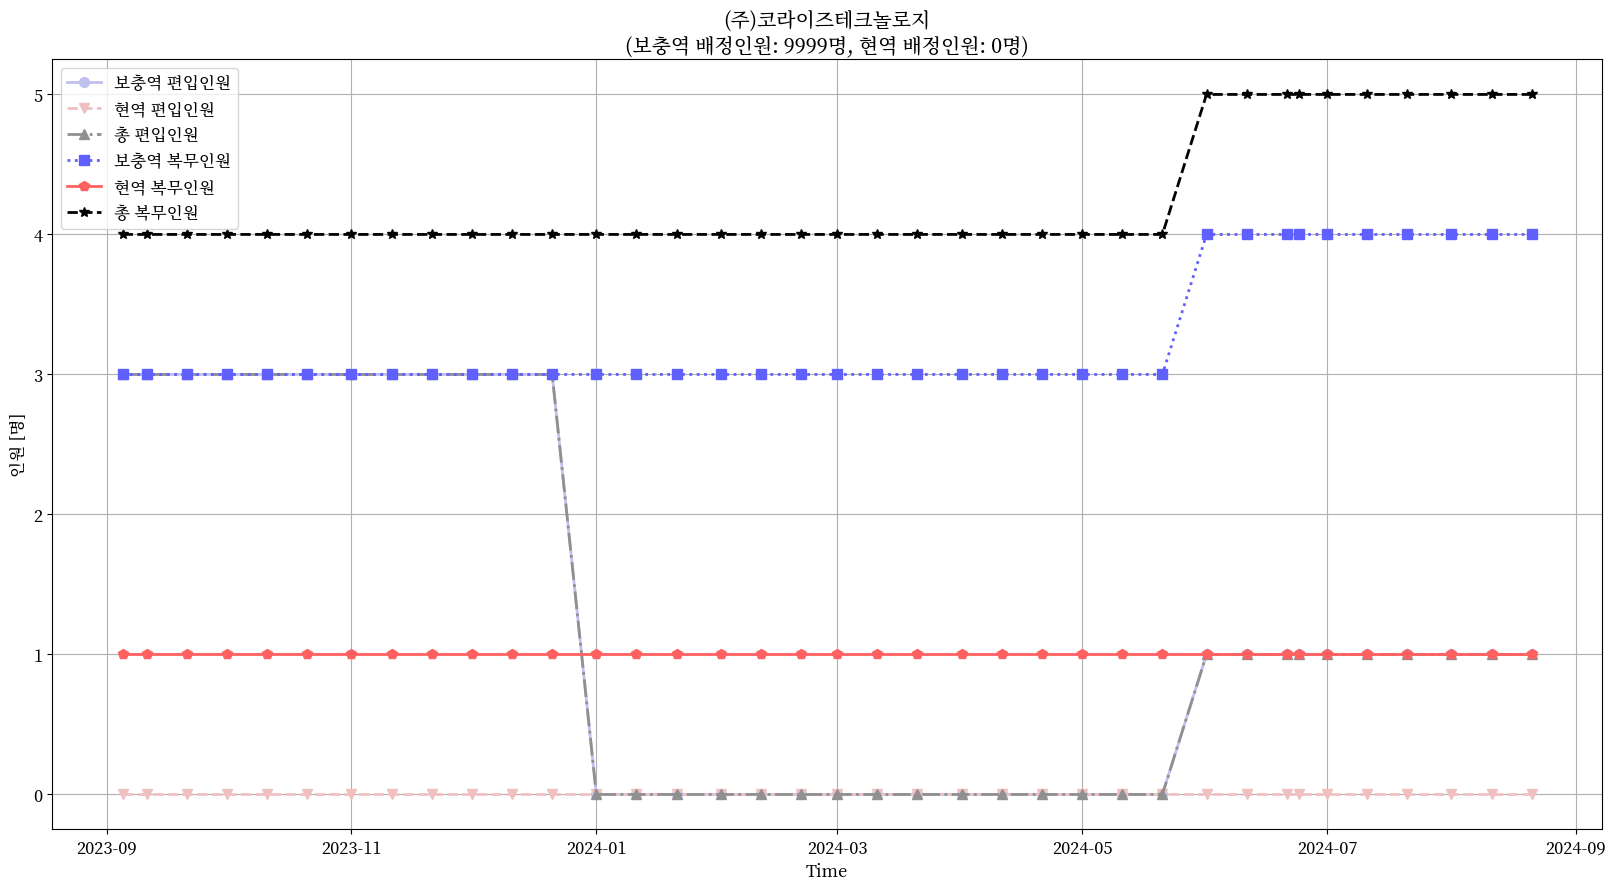 (주)코라이즈테크놀로지
(보충역 배정인원: 9999명, 현역 배정인원: 0명)
보충역 편입인원
현역 편입인원
총 편입인원
보충역 복무인원
현역 복무인원
총 복무인원
인원 [명]
5
4
3
2
1
0
2023-09
2023-11
2024-01
2024-03
2024-05
2024-07
2024-09
Time